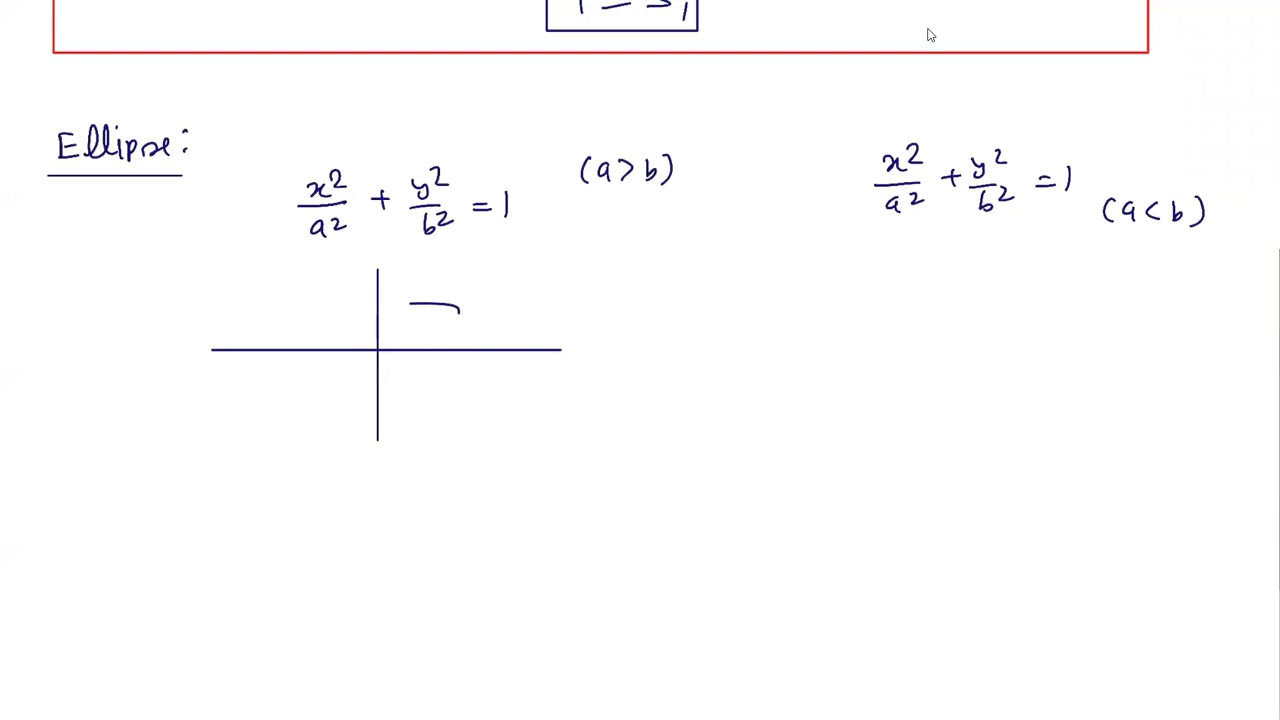 Ellipse:
x²/a² + y²/b² = 1 (a > b)
x²/a² + y²/b² = 1 (a < b)